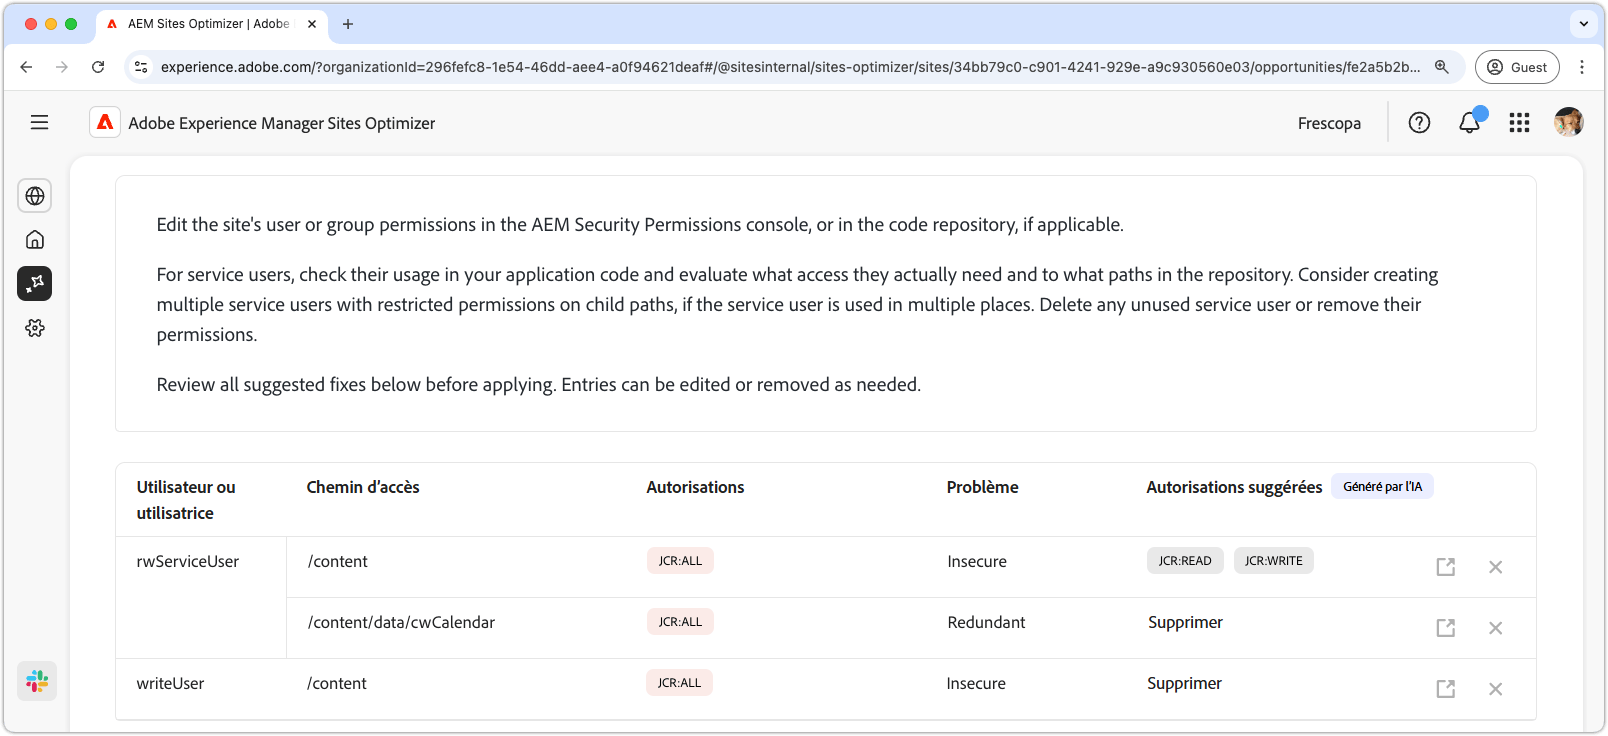 AEM Sites Optimizer | Adobe
experience.adobe.com/?organizationId=296fefc8-1e54-46dd-aee4-a0f94621deaf#/@sitesinternal/sites-optimizer/sites/34bb79c0-c901-4241-929e-a9c930560e03/opportunities/fe2a5b2b...
Guest
Adobe Experience Manager Sites Optimizer
Frescopa
Edit the site's user or group permissions in the AEM Security Permissions console, or in the code repository, if applicable.
For service users, check their usage in your application code and evaluate what access they actually need and to what paths in the repository. Consider creating
multiple service users with restricted permissions on child paths, if the service user is used in multiple places. Delete any unused service user or remove their
permissions.
Review all suggested fixes below before applying. Entries can be edited or removed as needed.
Utilisateur ou
utilisatrice
Chemin d'accès
Autorisations
Problème
Autorisations suggérées
Généré par l'IA
rwServiceUser
/content
JCR:ALL
Insecure
JCR:READ
JCR:WRITE
/content/data/cwCalendar
JCR:ALL
Redundant
Supprimer
writeUser
/content
JCR:ALL
Insecure
Supprimer